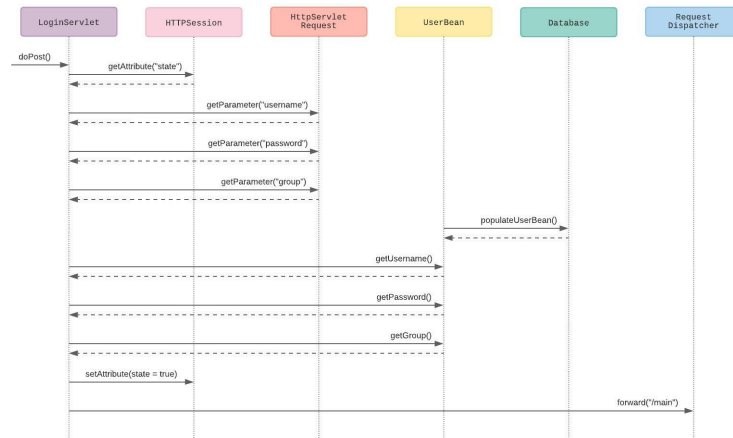 LoginServlet
HTTPSession
HttpServlet
Request
UserBean
Database
Request
Dispatcher
doPost()
getAttribute("state")
getParameter("username")
getParameter("password")
getParameter("group")
populateUserBean()
getUsername()
getPassword()
getGroup()
setAttribute(state = true)
forward("/main")